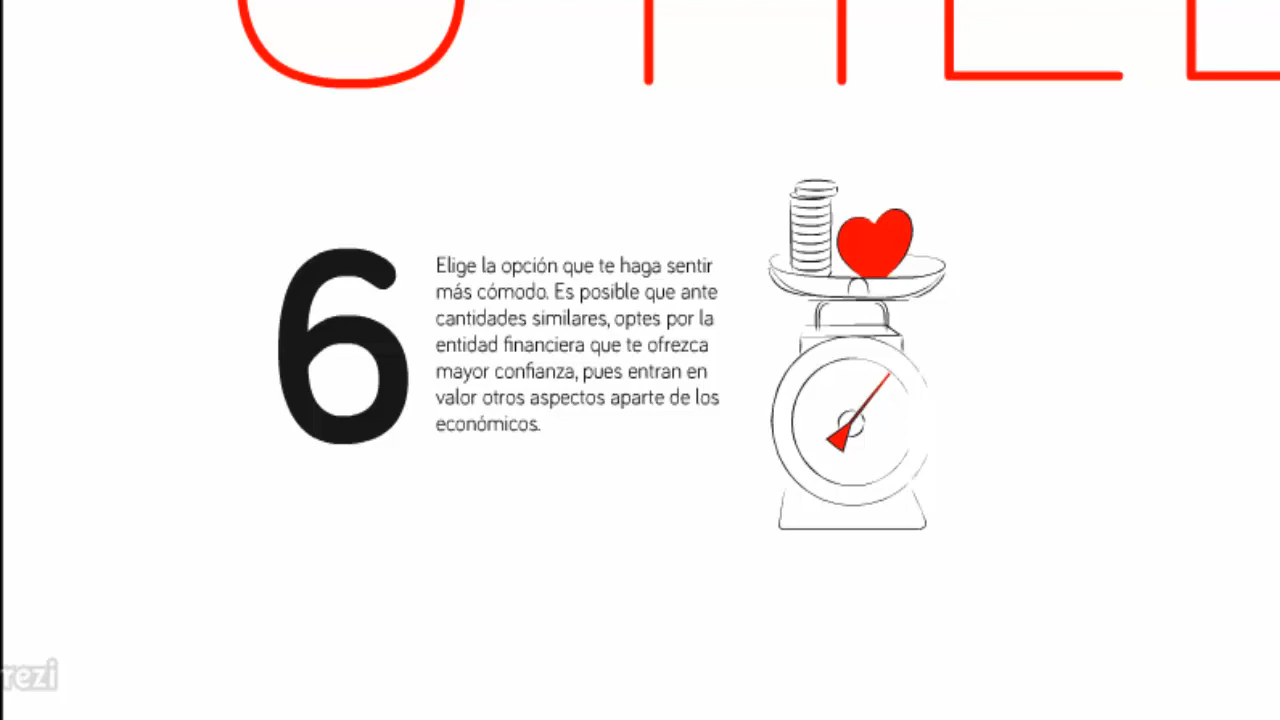 6
Elige la opción que te haga sentir
más cómodo. Es posible que ante
cantidades similares, optes por la
entidad financiera que te ofrezca
mayor confianza, pues entran en
valor otros aspectos aparte de los
económicos.
rezi